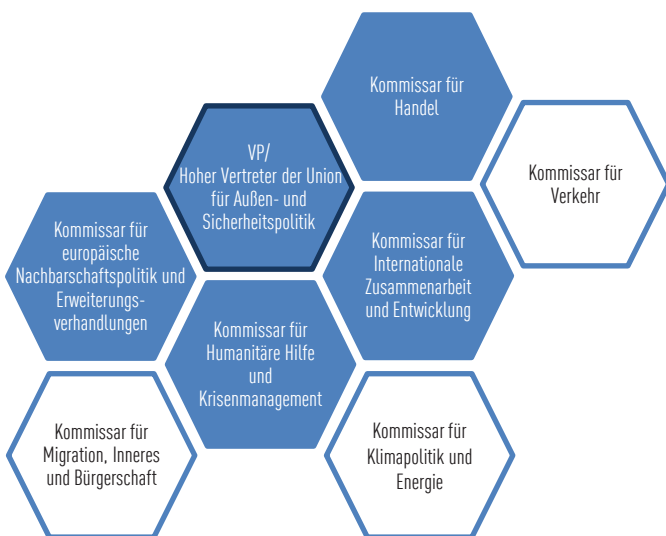 Kommissar für
Handel
VP/
Hoher Vertreter der Union
für Außen- und
Sicherheitspolitik
Kommissar für
Verkehr
Kommissar für
europäische
Nachbarschaftspolitik und
Erweiterungs-
verhandlungen
Kommissar für
Internationale
Zusammenarbeit
und Entwicklung
Kommissar für
Humanitäre Hilfe
und
Krisenmanagement
Kommissar für
Migration, Inneres
und Bürgerschaft
Kommissar für
Klimapolitik und
Energie